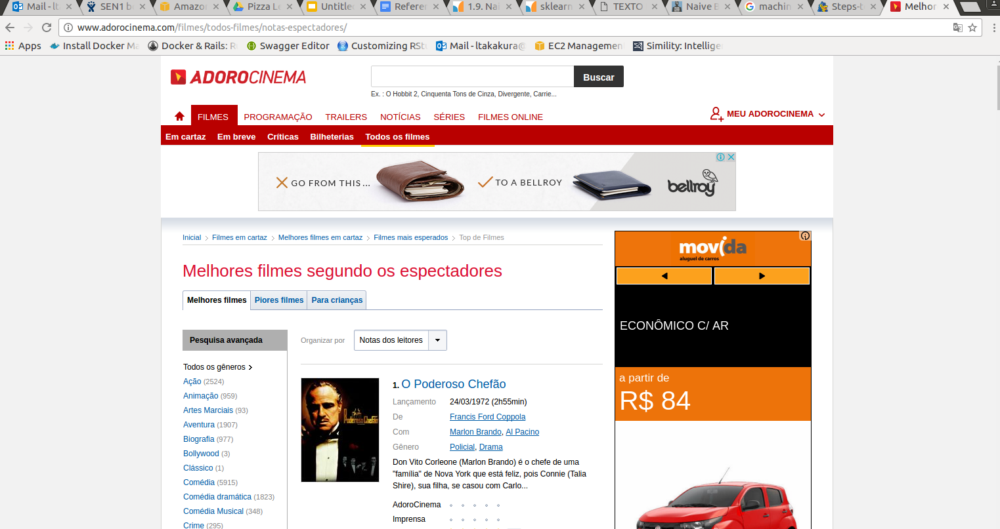 Mail - lt
SEN1 b
Amazo
Pizza Le
Untitle
Referen
1.9. Nai
sklearn
TEXTO
Naive B
machin
Steps-t
Melhor
www.adorocinema.com/filmes/todos-filmes/notas-espectadores/
Apps
Install Docker Ma
Docker & Rails: R
Swagger Editor
Customizing RSt
Mail - ltakakura@
EC2 Managemen
Simility: Intellige
ADOROCINEMA
Buscar
Ex. : O Hobbit 2, Cinquenta Tons de Cinza, Divergente, Carrie...
FILMES PROGRAMAÇÃO TRAILERS NOTÍCIAS SÉRIES FILMES ONLINE
MEU ADOROCINEMA
Em cartaz Em breve Críticas Bilheterias Todos os filmes
GO FROM THIS... TO A BELLROY bellroy
Inicial > Filmes em cartaz > Melhores filmes em cartaz > Filmes mais esperados > Top de Filmes
Melhores filmes segundo os espectadores
Melhores filmes Piores filmes Para crianças
Pesquisa avançada
Todos os gêneros
Ação (2524)
Animação (959)
Artes Marciais (93)
Aventura (1907)
Biografia (977)
Bollywood (3)
Clássico (1)
Comédia (5915)
Comédia dramática (1823)
Comédia Musical (348)
Crime (295)
Organizar por Notas dos leitores
Poderoso Chefão
1. O Poderoso Chefão
Lançamento 24/03/1972 (2h55min)
De Francis Ford Coppola
Com Marlon Brando, Al Pacino
Gênero Policial, Drama
Don Vito Corleone (Marlon Brando) é o chefe de uma
"família" de Nova York que está feliz, pois Connie (Talia
Shire), sua filha, se casou com Carlo...
AdoroCinema
Imprensa
movida
aluguel de carros
ECONÔMICO C/ AR
a partir de
R$ 84